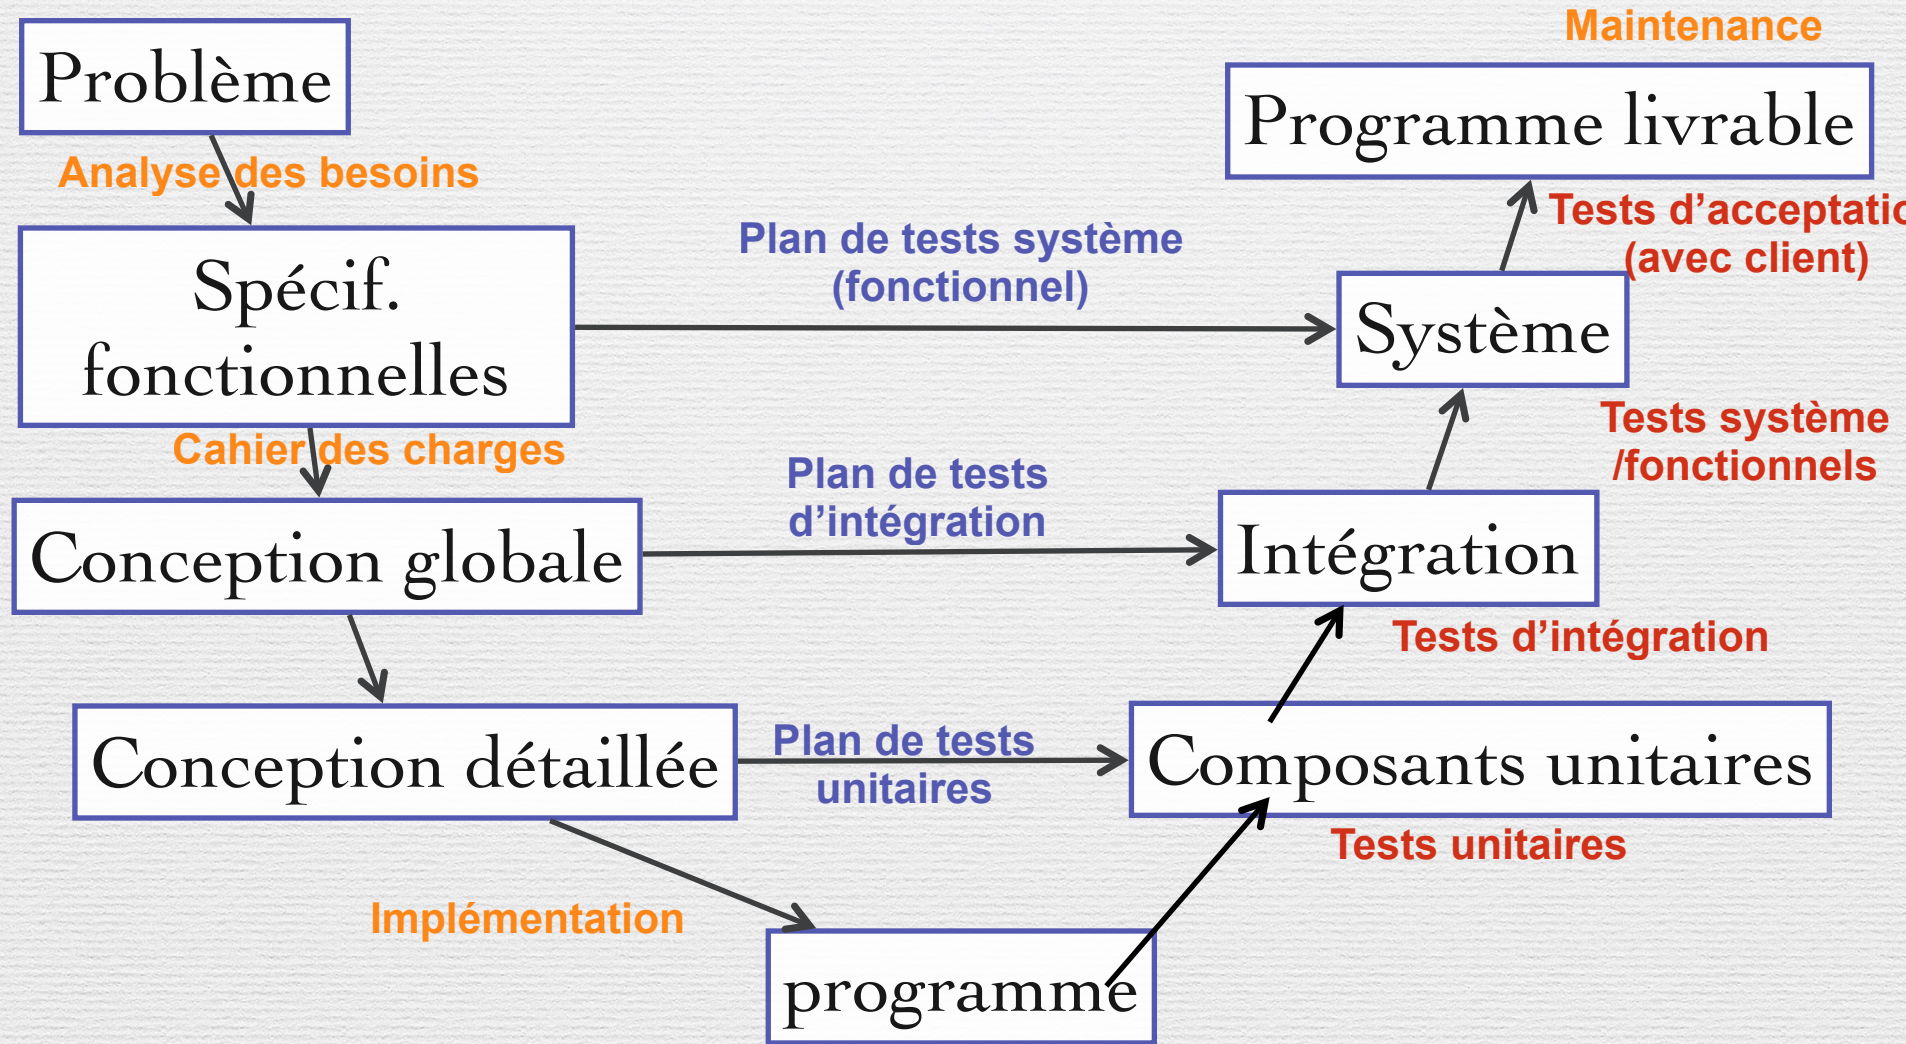 Maintenance
Problème
Programme livrable
Analyse des besoins
Tests d’acceptatio
(avec client)
Plan de tests système
(fonctionnel)
Spécif.
fonctionnelles
Système
Cahier des charges
Tests système
/fonctionnels
Plan de tests
d’intégration
Conception globale
Intégration
Tests d’intégration
Conception détaillée
Plan de tests
unitaires
Composants unitaires
Tests unitaires
Implémentation
programme